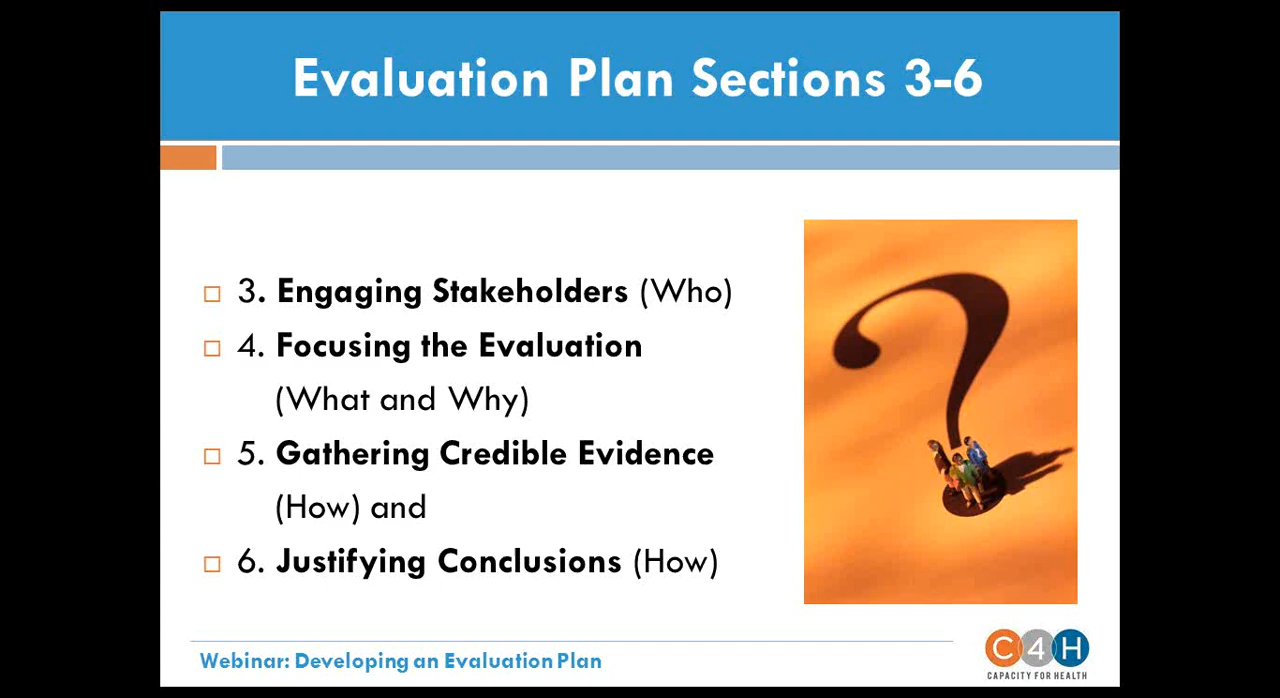 Evaluation Plan Sections 3-6
3. Engaging Stakeholders (Who)
4. Focusing the Evaluation
(What and Why)
5. Gathering Credible Evidence
(How) and
6. Justifying Conclusions (How)
Webinar: Developing an Evaluation Plan
C4H
CAPACITY FOR HEALTH